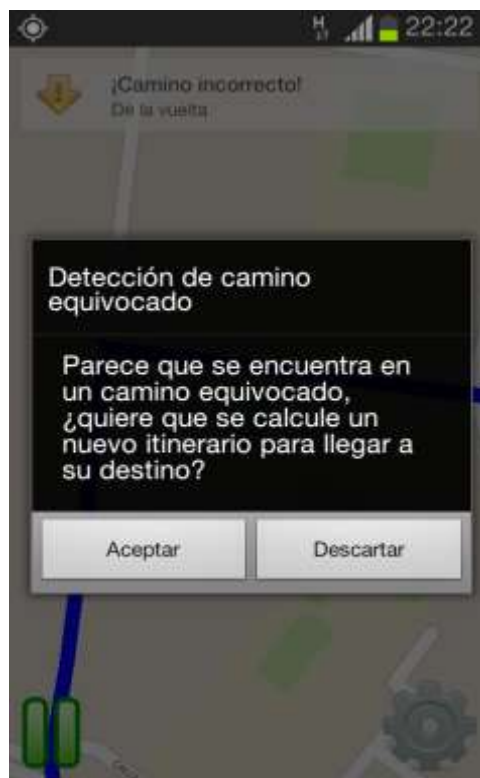 22:22
¡Camino incorrecto!
De la vuelta
Detección de camino
equivocado
Parece que se encuentra en
un camino equivocado,
¿quiere que se calcule un
nuevo itinerario para llegar a
su destino?
Aceptar
Descartar